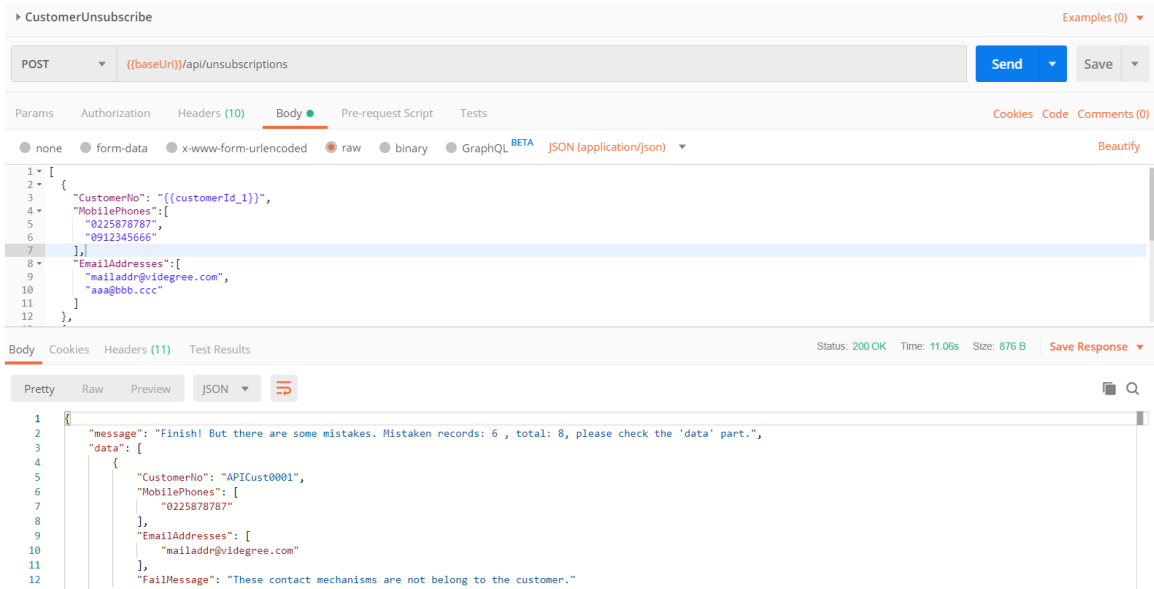 CustomerUnsubscribe Examples (0)
POST {{baseUri}}/api/unsubscriptions Send Save
Params Authorization Headers (10) Body Pre-request Script Tests Cookies Code Comments (0)
none form-data x-www-form-urlencoded raw binary GraphQL BETA JSON (application/json) Beautify
1 [
2 {
3 "CustomerNo": "{{customerId_1}}",
4 "MobilePhones":[
5 "0225878787",
6 "0912345666"
7 ],
8 "EmailAddresses":[
9 "mailaddr@videgree.com",
10 "aaa@bbb.ccc"
11 ]
12 },
Body Cookies Headers (11) Test Results Status: 200 OK Time: 11.06s Size: 876 B Save Response
Pretty Raw Preview JSON
1 {
2 "message": "Finish! But there are some mistakes. Mistaken records: 6 , total: 8, please check the 'data' part.",
3 "data": [
4 {
5 "CustomerNo": "APICust0001",
6 "MobilePhones": [
7 "0225878787"
8 ],
9 "EmailAddresses": [
10 "mailaddr@videgree.com"
11 ],
12 "FailMessage": "These contact mechanisms are not belong to the customer."